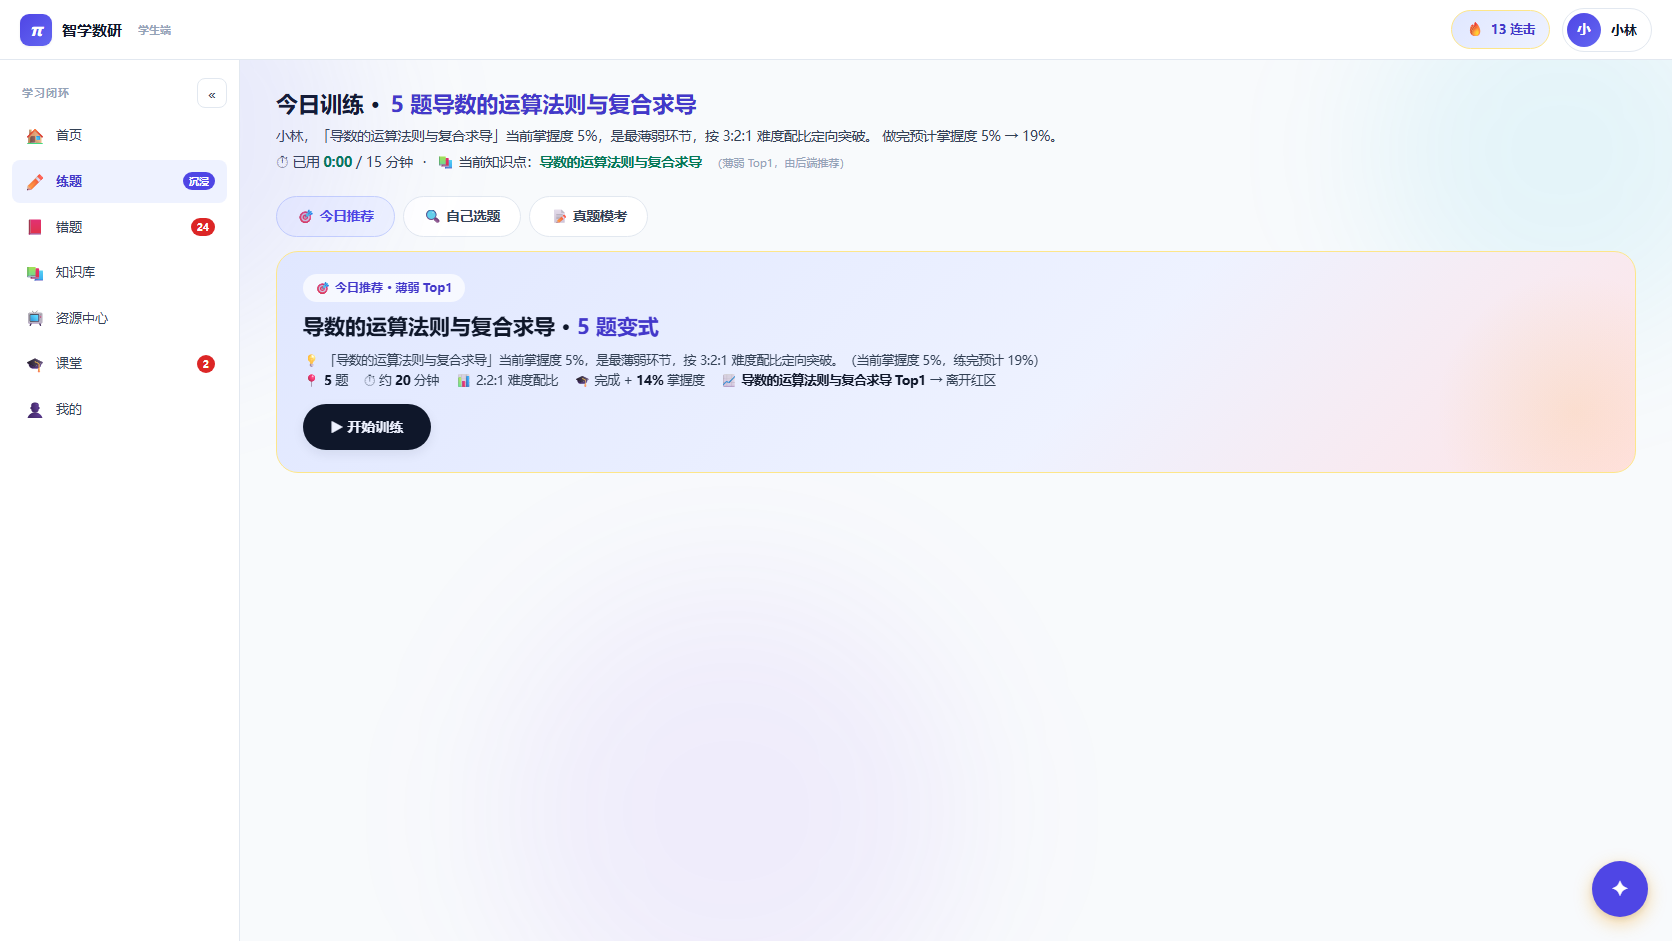 π 智学数研 学生端
🔥 13 连击
小 小林
学习闭环 «
首页
练题 沉浸
错题 24
知识库
资源中心
课堂 2
我的
今日训练 • 5 题导数的运算法则与复合求导
小林，「导数的运算法则与复合求导」当前掌握度 5%，是最薄弱环节，按 3:2:1 难度配比定向突破。 做完预计掌握度 5% → 19%。
⏱ 已用 0:00 / 15 分钟 · 📚 当前知识点：导数的运算法则与复合求导 （薄弱 Top1，由后端推荐）
🎯 今日推荐
🔍 自己选题
📝 真题模考
🎯 今日推荐 • 薄弱 Top1
导数的运算法则与复合求导 • 5 题变式
💡 「导数的运算法则与复合求导」当前掌握度 5%，是最薄弱环节，按 3:2:1 难度配比定向突破。（当前掌握度 5%，练完预计 19%）
📍 5 题 ⏱ 约 20 分钟 📊 2:2:1 难度配比 🎓 完成 + 14% 掌握度 📈 导数的运算法则与复合求导 Top1 → 离开红区
▶ 开始训练